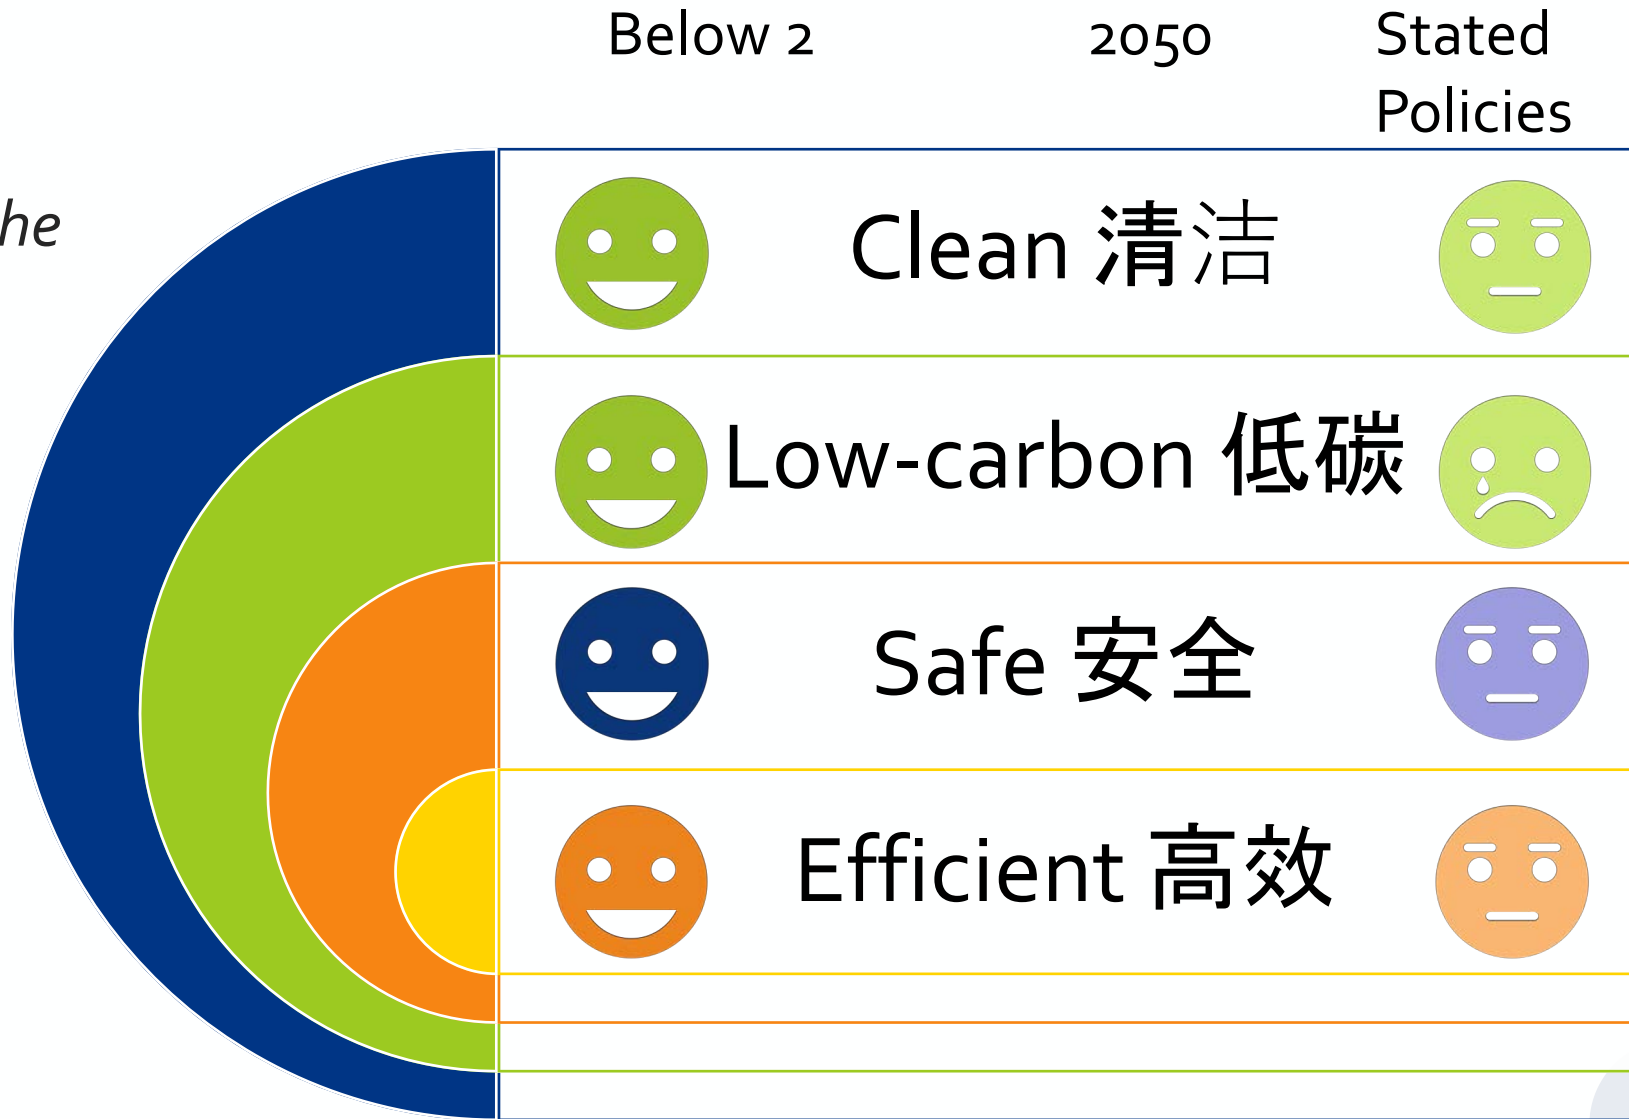 Below 2 2050 Stated
Policies
he
Clean 清洁
Low-carbon 低碳
Safe 安全
Efficient 高效